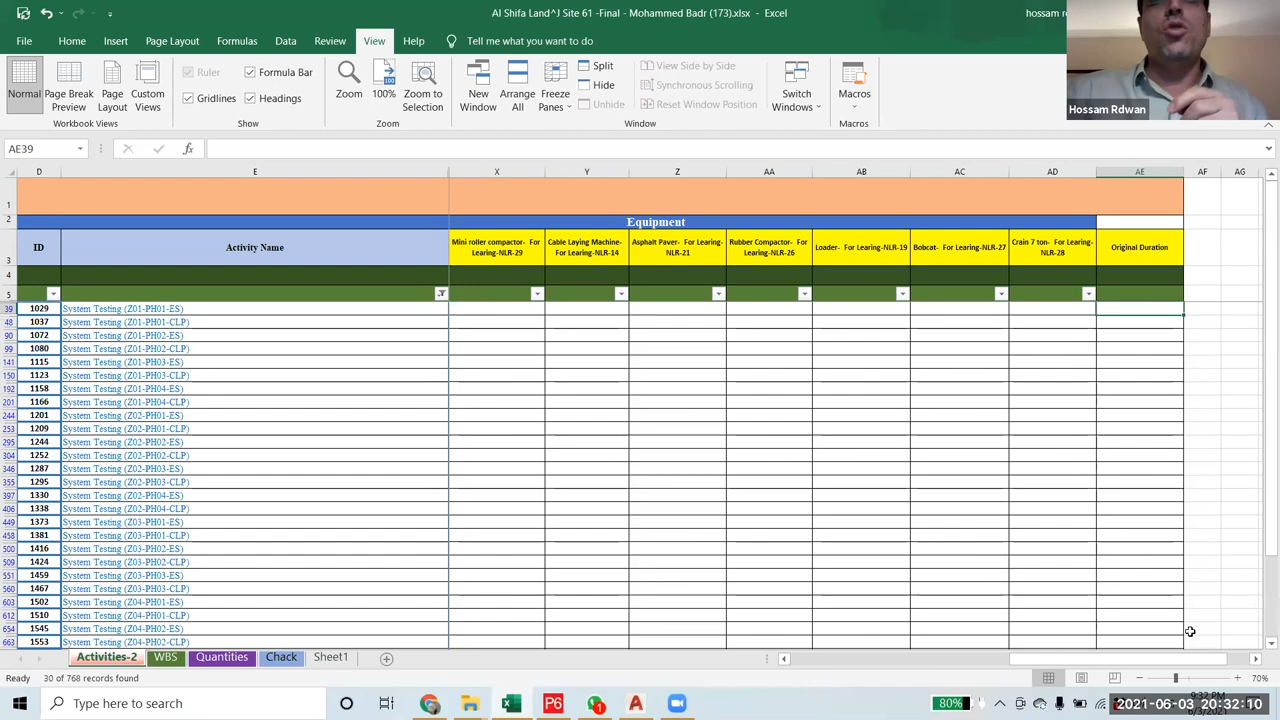 Al Shifa Land^J Site 61 -Final - Mohammed Badr (173).xlsx - Excel
hossam r
File Home Insert Page Layout Formulas Data Review View Help Tell me what you want to do
Normal
Page Break Preview
Page Layout
Custom Views
Workbook Views
Ruler
Formula Bar
Gridlines
Headings
Show
Zoom
100%
Zoom to Selection
Zoom
New Window
Arrange All
Freeze Panes
Split
Hide
Unhide
View Side by Side
Synchronous Scrolling
Reset Window Position
Window
Switch Windows
Macros
Macros
Hossam Rdwan
AE39
fx
D E X Y Z AA AB AC AD AE AF AG
1
2 Equipment
3 ID Activity Name Mini roller compactor- For Learing-NLR-29 Cable Laying Machine- For Learing-NLR-14 Asphalt Paver- For Learing-NLR-21 Rubber Compactor- For Learing-NLR-26 Loader- For Learing-NLR-19 Bobcat- For Learing-NLR-27 Crain 7 ton- For Learing-NLR-28 Original Duration
4
5
39 1029 System Testing (Z01-PH01-ES)
48 1037 System Testing (Z01-PH01-CLP)
90 1072 System Testing (Z01-PH02-ES)
99 1080 System Testing (Z01-PH02-CLP)
141 1115 System Testing (Z01-PH03-ES)
150 1123 System Testing (Z01-PH03-CLP)
192 1158 System Testing (Z01-PH04-ES)
201 1166 System Testing (Z01-PH04-CLP)
244 1201 System Testing (Z02-PH01-ES)
253 1209 System Testing (Z02-PH01-CLP)
295 1244 System Testing (Z02-PH02-ES)
304 1252 System Testing (Z02-PH02-CLP)
346 1287 System Testing (Z02-PH03-ES)
355 1295 System Testing (Z02-PH03-CLP)
397 1330 System Testing (Z02-PH04-ES)
406 1338 System Testing (Z02-PH04-CLP)
449 1373 System Testing (Z03-PH01-ES)
458 1381 System Testing (Z03-PH01-CLP)
500 1416 System Testing (Z03-PH02-ES)
509 1424 System Testing (Z03-PH02-CLP)
551 1459 System Testing (Z03-PH03-ES)
560 1467 System Testing (Z03-PH03-CLP)
603 1502 System Testing (Z04-PH01-ES)
612 1510 System Testing (Z04-PH01-CLP)
654 1545 System Testing (Z04-PH02-ES)
663 1553 System Testing (Z04-PH02-CLP)
Activities-2 WBS Quantities Chack Sheet1
Ready 30 of 768 records found
70%
Type here to search
P6
1
80%
9:32 PM
2021-06-03 20:32:10